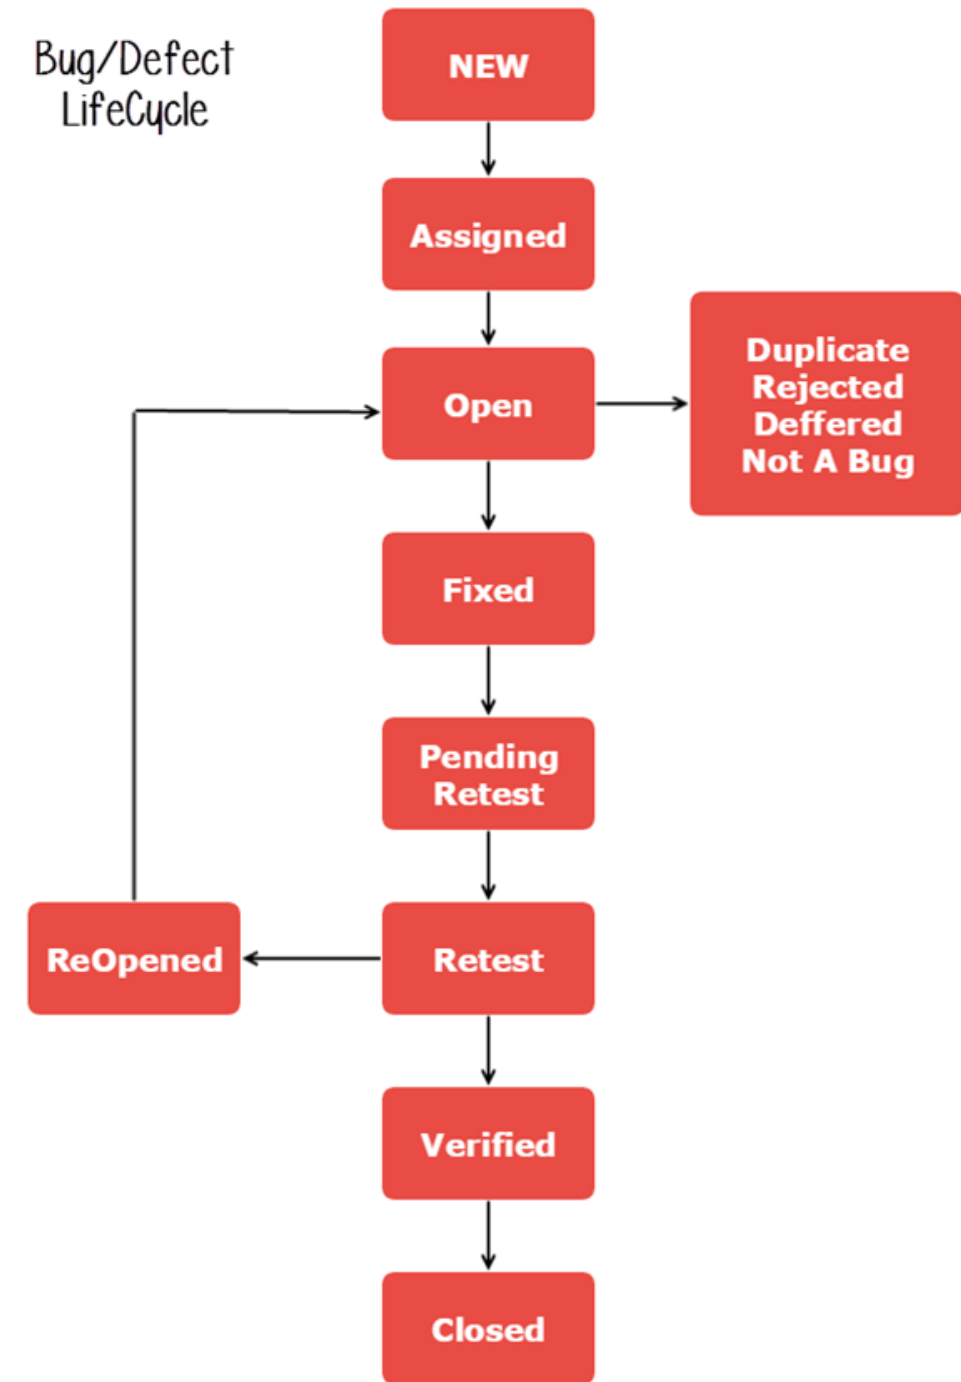 Bug/Defect
LifeCycle
NEW
Assigned
Open
Duplicate
Rejected
Deffered
Not A Bug
Fixed
Pending
Retest
ReOpened
Retest
Verified
Closed